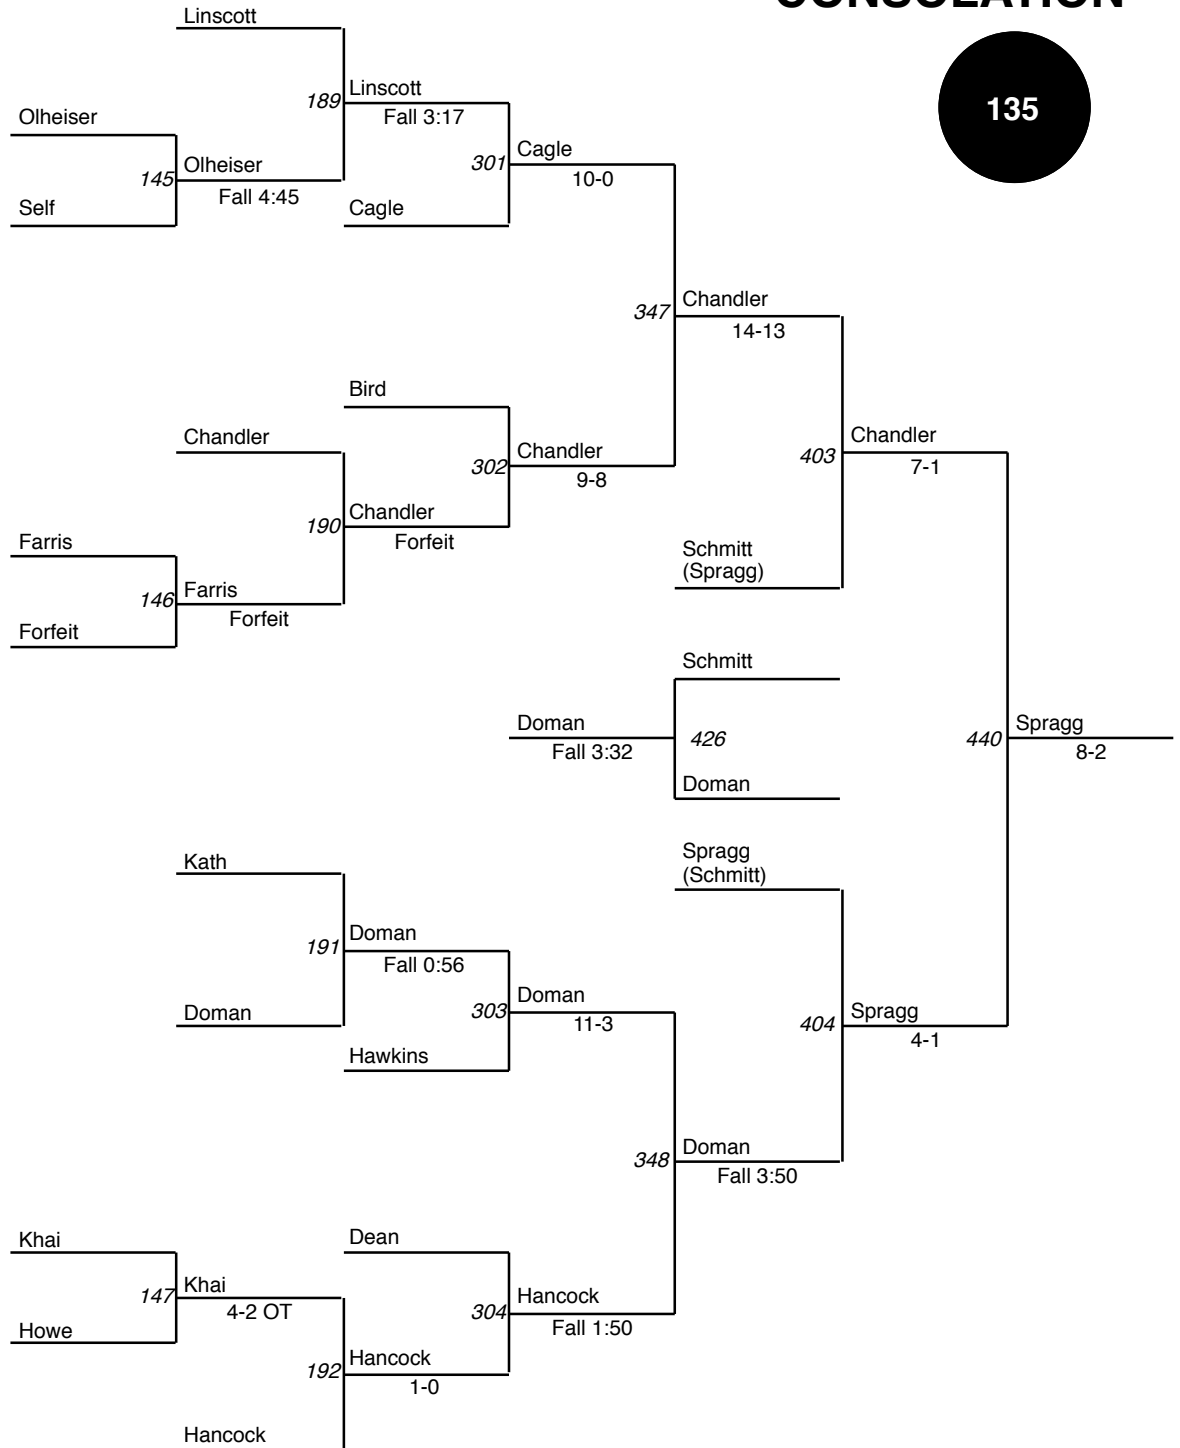 CONSOLATION
Linscott
135
Linscott
189
Olheiser
Fall 3:17
Cagle
301
Olheiser
10-0
145
Fall 4:45
Self
Cagle
Chandler
347
14-13
Bird
Chandler
Chandler
403
7-1
Chandler
302
9-8
Chandler
190
Farris
Forfeit
Schmitt
(Spragg)
Farris
146
Forfeit
Forfeit
Schmitt
Doman
426
440
Spragg
Fall 3:32
8-2
Doman
Spragg
(Schmitt)
Kath
Doman
191
Fall 0:56
Doman
303
Doman
Spragg
404
11-3
4-1
Hawkins
Doman
348
Fall 3:50
Khai
Dean
Khai
147
Hancock
304
4-2 OT
Fall 1:50
Howe
Hancock
192
1-0
Hancock